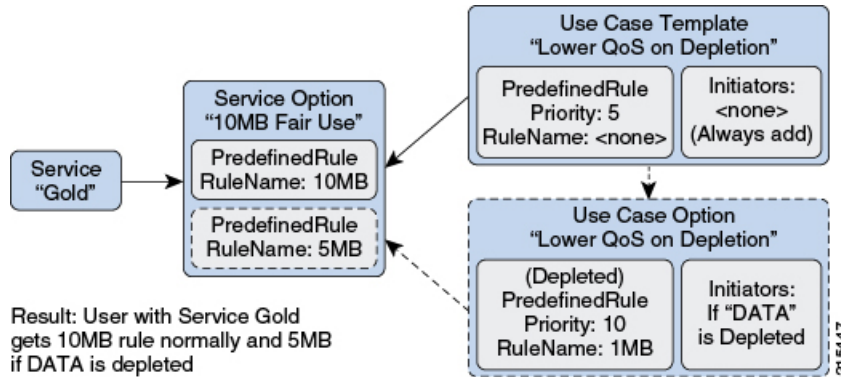 Use Case Template
“Lower QoS on Depletion”
PredefinedRule
Priority: 5
RuleName: <none>
Initiators:
<none>
(Always add)
Service Option
“10MB Fair Use”
PredefinedRule
RuleName: 10MB
PredefinedRule
RuleName: 5MB
Service
“Gold”
Use Case Option
“Lower QoS on Depletion”
(Depleted)
PredefinedRule
Priority: 10
RuleName: 1MB
Initiators:
If “DATA”
is Depleted
Result: User with Service Gold
gets 10MB rule normally and 5MB
if DATA is depleted